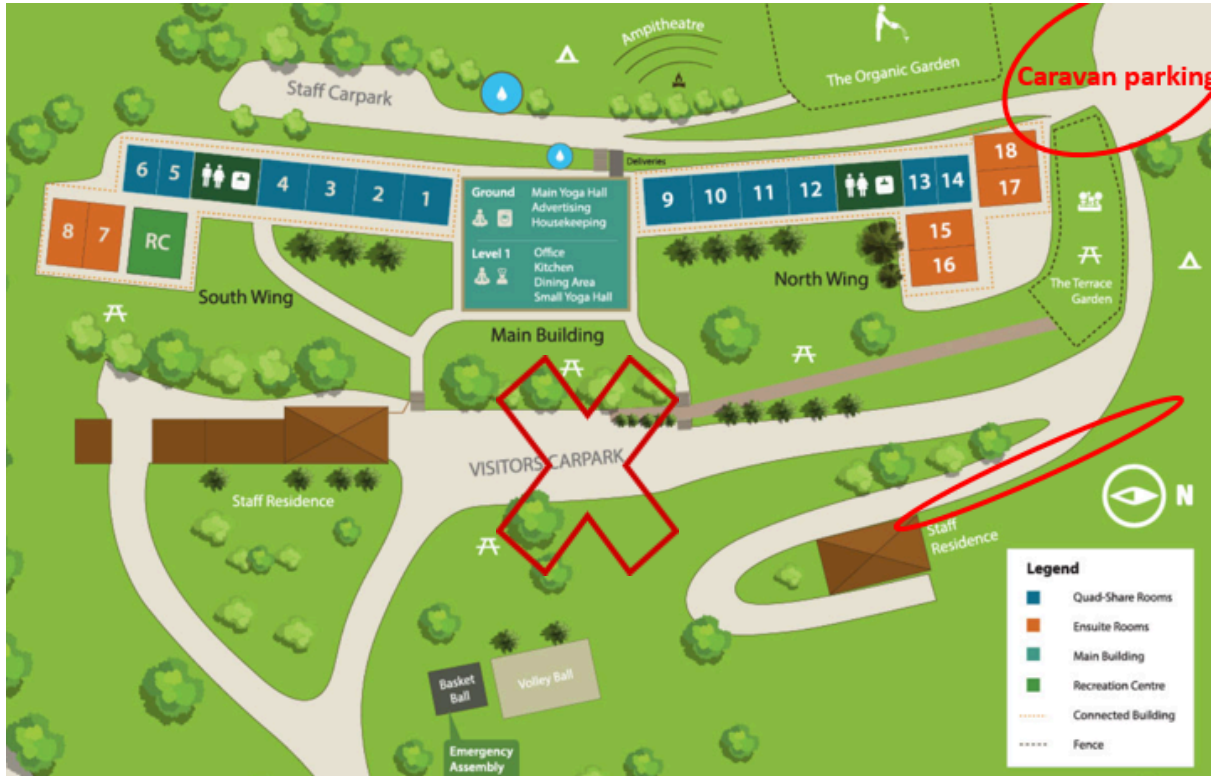 Ampitheatre
The Organic Garden
Caravan parking
Staff Carpark
Deliveries
6
5
4
3
2
1
8
7
RC
Ground
Main Yoga Hall
Advertising
Housekeeping
Level 1
Office
Kitchen
Dining Area
Small Yoga Hall
9
10
11
12
13
14
18
17
15
16
South Wing
Main Building
North Wing
The Terrace
Garden
VISITORS CARPARK
Staff Residence
Staff
Residence
N
Basket
Ball
Volley Ball
Emergency
Assembly
Legend
Quad-Share Rooms
Ensuite Rooms
Main Building
Recreation Centre
Connected Building
Fence